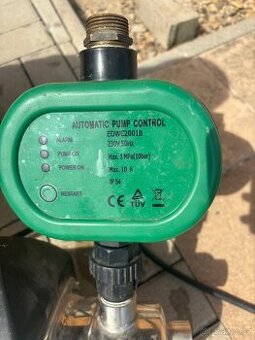 AUTOMATIC PUMP CONTROL
EDWC2001B
ALARM
230V 50Hz
PUMP ON
Max. 1 MPa(10bar)
POWER ON
Max. 10 A
IP 54
RESTART
CE
TÜV